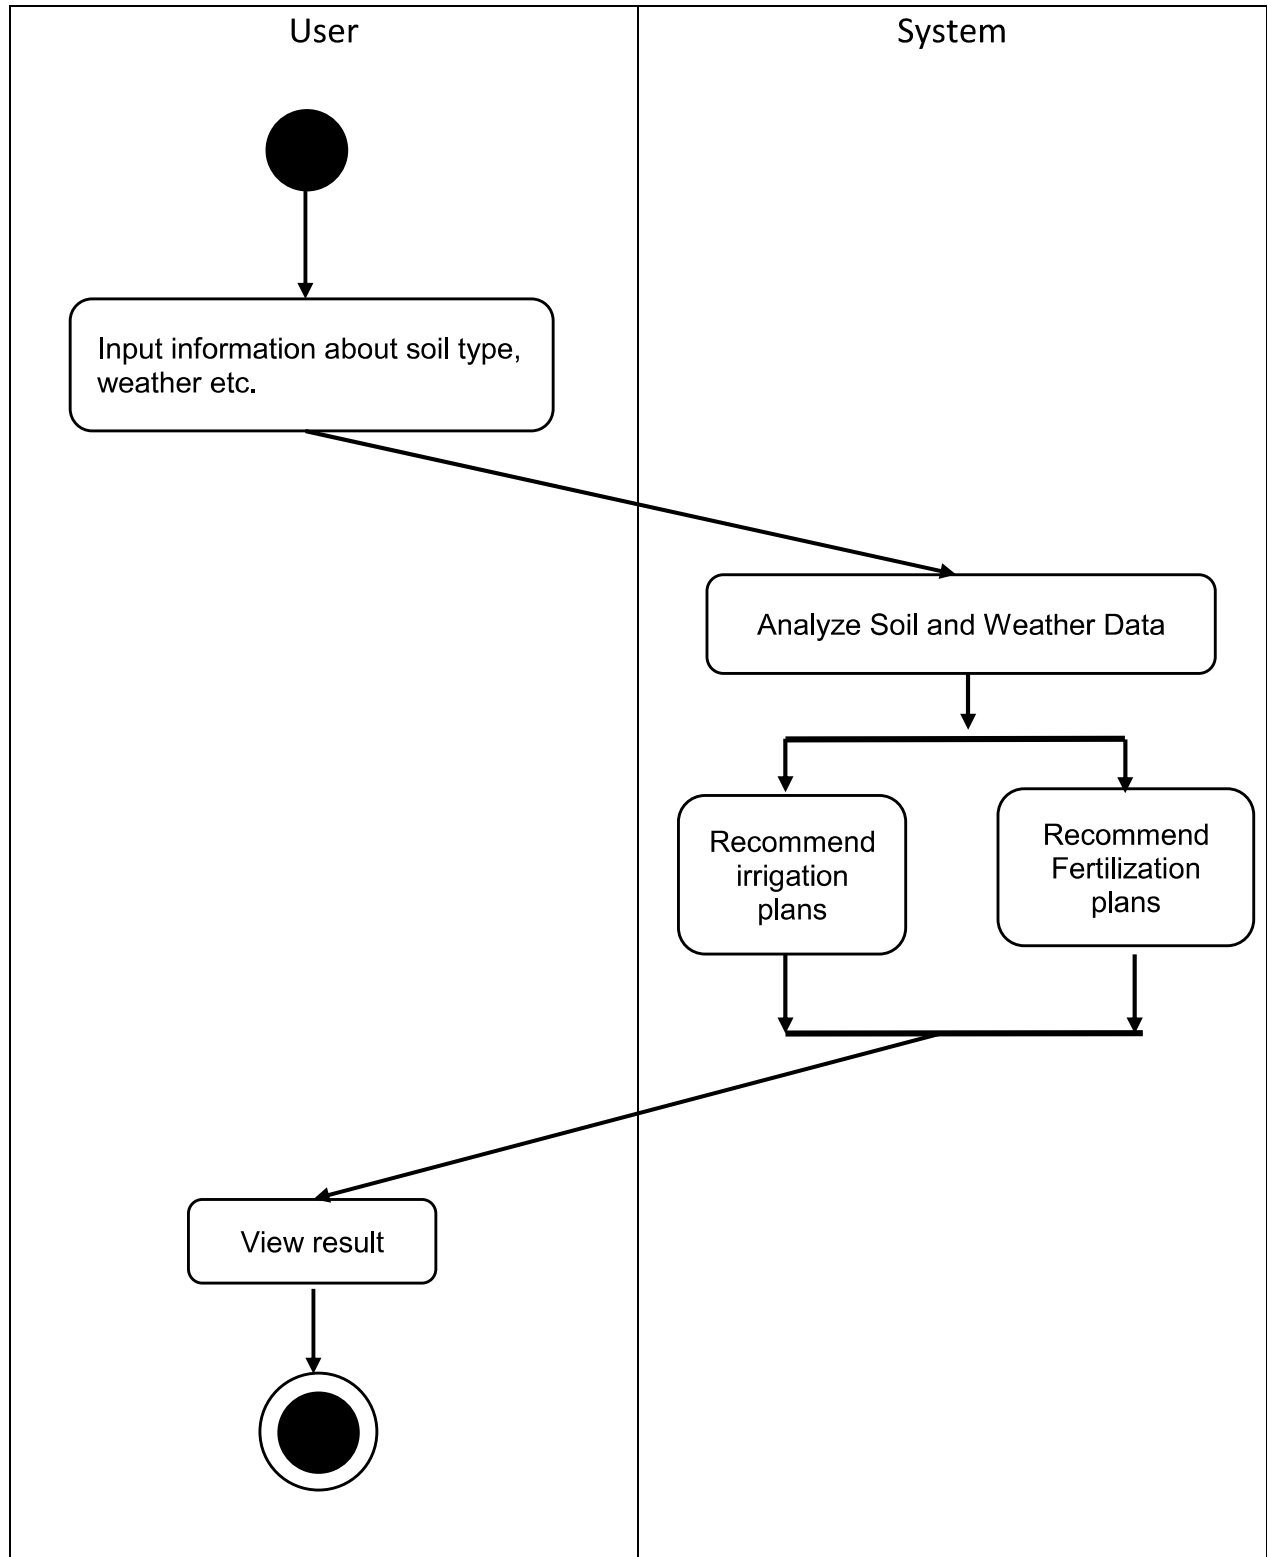 User
System
Input information about soil type,
weather etc.
Analyze Soil and Weather Data
Recommend
irrigation
plans
Recommend
Fertilization
plans
View result